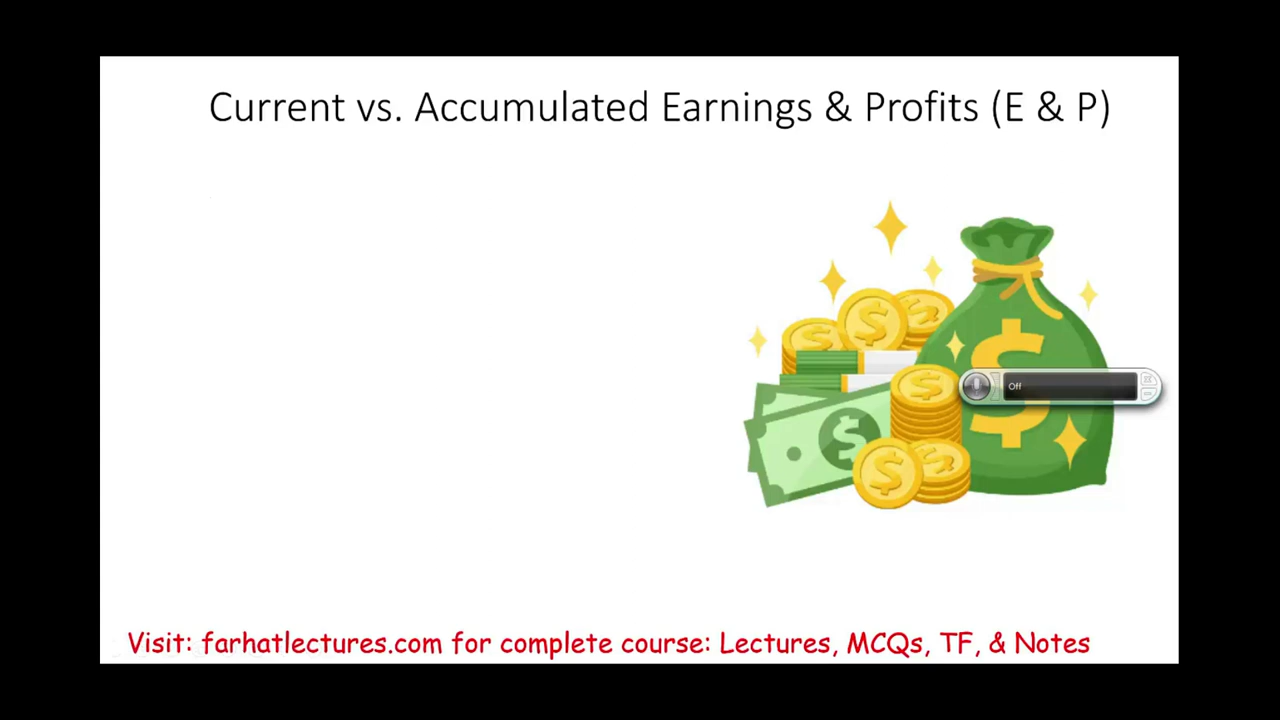 Current vs. Accumulated Earnings & Profits (E & P)
Off
Visit: farhatlectures.com for complete course: Lectures, MCQs, TF, & Notes